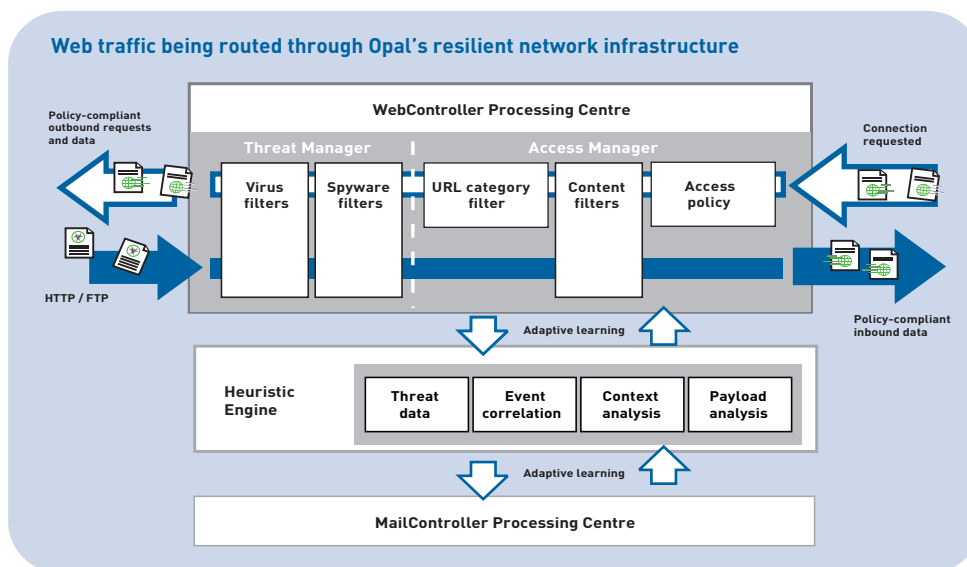 Web traffic being routed through Opal's resilient network infrastructure
WebController Processing Centre
Policy-compliant
outbound requests
and data
Connection
requested
Threat Manager
Access Manager
Virus
filters
Spyware
filters
URL category
filter
Content
filters
Access
policy
HTTP / FTP
Policy-compliant
inbound data
Adaptive learning
Heuristic
Engine
Threat
data
Event
correlation
Context
analysis
Payload
analysis
Adaptive learning
MailController Processing Centre